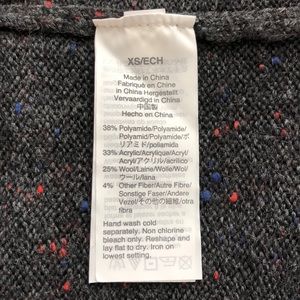 XS/ECH
Made in China
Fabriqué en Chine
in China Hergestellt
Vervaardigd in China
中国製
Hecho en China
38% Polyamide/Polyamide/
Polyamid/Polyamide/ポ
リアミド/poliamida
33% Acrylic/Acrylique/Acryl/
Acryl/アクリル/acrílico
25% Wool/Laine/Wolle/Wol/
ウール/lana
4% Other Fiber/Autre Fibre/
Sonstige Faser/Andere
Vezel/その他の繊維/otra
fibra
Hand wash cold
separately. Non chlorine
bleach only. Reshape and
lay flat to dry. Iron on
lowest setting.